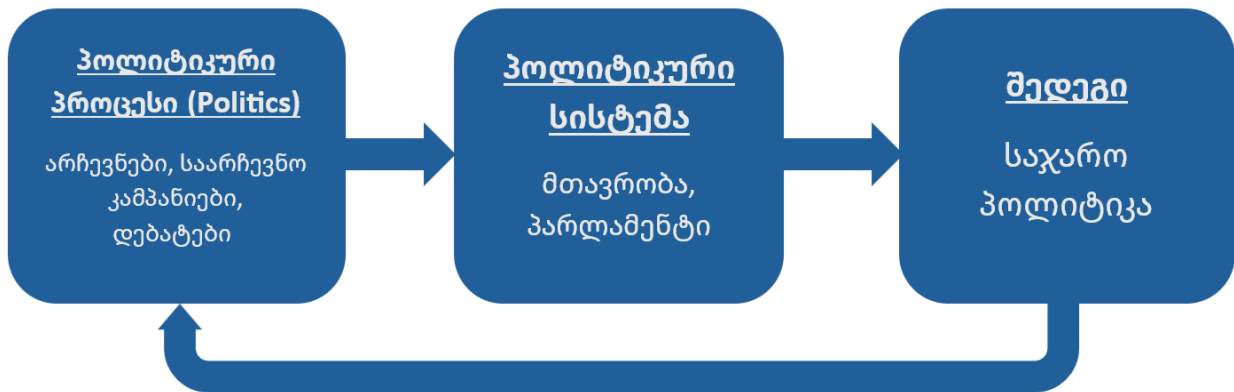 პოლიტიკური
პროცესი (Politics)
არჩევნები, საარჩევნო
კამპანიები,
დებატები
პოლიტიკური
სისტემა
მთავრობა,
პარლამენტი
შედეგი
საჯარო
პოლიტიკა